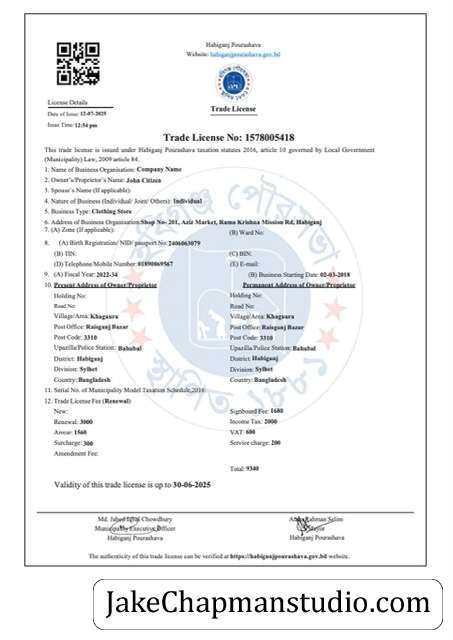 Habiganj Pourashava
Website: habiganjpourashava.gov.bd
License Details
Date of Issue: 12-07-2025
Issue Time: 12:54 pm
Trade License
Trade License No: 1578005418
This trade license is issued under Habiganj Pourashava taxation statutes 2016, article 10 governed by Local Government
(Municipality) Law, 2009 article 84.
1. Name of Business Organisation: Company Name
2. Owner's/Proprietor's Name: John Citizen
3. Spouse's Name (If applicable):
4. Nature of Business (Individual/ Joint/ Others): Individual
5. Business Type: Clothing Store
6. Address of Business Organisation: Shop No- 201, Aziz Market, Rama Krishna Mission Rd, Habiganj
7. (A) Zone (If applicable): (B) Ward No:
8. (A) Birth Registration/ NID/ passport No: 2406063079
(B) TIN: (C) BIN:
(D) Telephone/Mobile Number: 01890069567 (E) E-mail:
9. (A) Fiscal Year: 2022-34 (B) Business Starting Date: 02-03-2018
10. Present Address of Owner/Proprietor Permanent Address of Owner/Proprietor
Holding No: Holding No:
Road No: Road No:
Village/Area: Khagaura Village/Area: Khagaura
Post Office: Raisganj Bazar Post Office: Raisganj Bazar
Post Code: 3310 Post Code: 3310
Upazilla/Police Station: Bahubal Upazilla/Police Station: Bahubal
District: Habiganj District: Habiganj
Division: Sylhet Division: Sylhet
Country: Bangladesh Country: Bangladesh
11. Serial No. of Municipality Model Taxation Schedule,2016:
12. Trade License Fee (Renewal)
New: Signboard Fee: 1680
Renewal: 3000 Income Tax: 2000
Arrear: 1560 VAT: 600
Surcharge: 300 Service charge: 200
Amendment Fee:
Total: 9340
Validity of this trade license is up to 30-06-2025
Md. Jabed Iqbal Chowdhury Rahman Selim
Municipality Executive Officer Mayor
Habiganj Pourashava Habiganj Pourashava
The authenticity of this trade license can be verified at https://habiganjpourashava.gov.bd website.
হবিগঞ্জ পৌরসভা
স্থাপিত ১৮৮১
JakeChapmanstudio.com